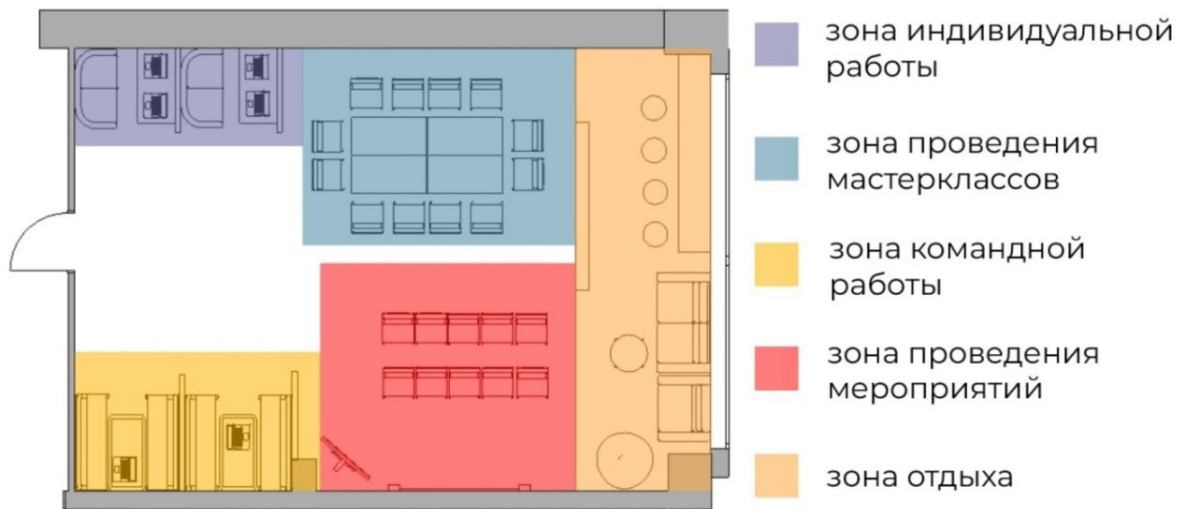 зона индивидуальной
работы
зона проведения
мастерклассов
зона командной
работы
зона проведения
мероприятий
зона отдыха